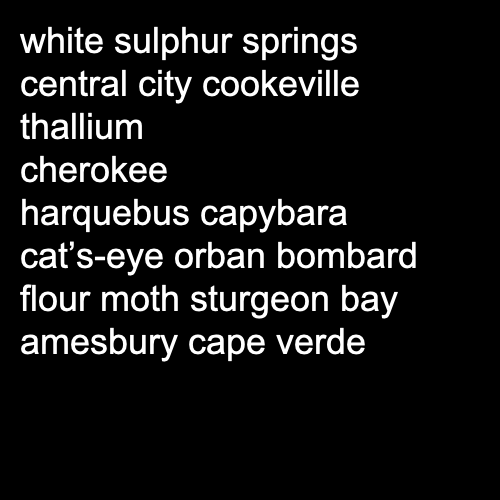 white sulphur springs
central city cookeville
thallium
cherokee
harquebus capybara
cat’s-eye orban bombard
flour moth sturgeon bay
amesbury cape verde